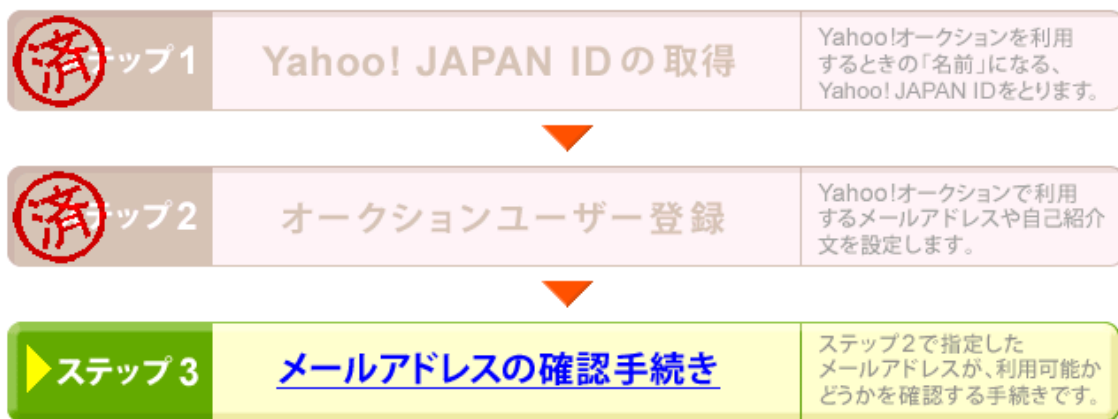 済 テップ 1
Yahoo! JAPAN IDの取得
Yahoo!オークションを利用
するときの「名前」になる、
Yahoo! JAPAN IDをとります。
済 テップ 2
オークションユーザー登録
Yahoo!オークションで利用
するメールアドレスや自己紹介
文を設定します。
ステップ 3
メールアドレスの確認手続き
ステップ2で指定した
メールアドレスが、利用可能か
どうかを確認する手続きです。